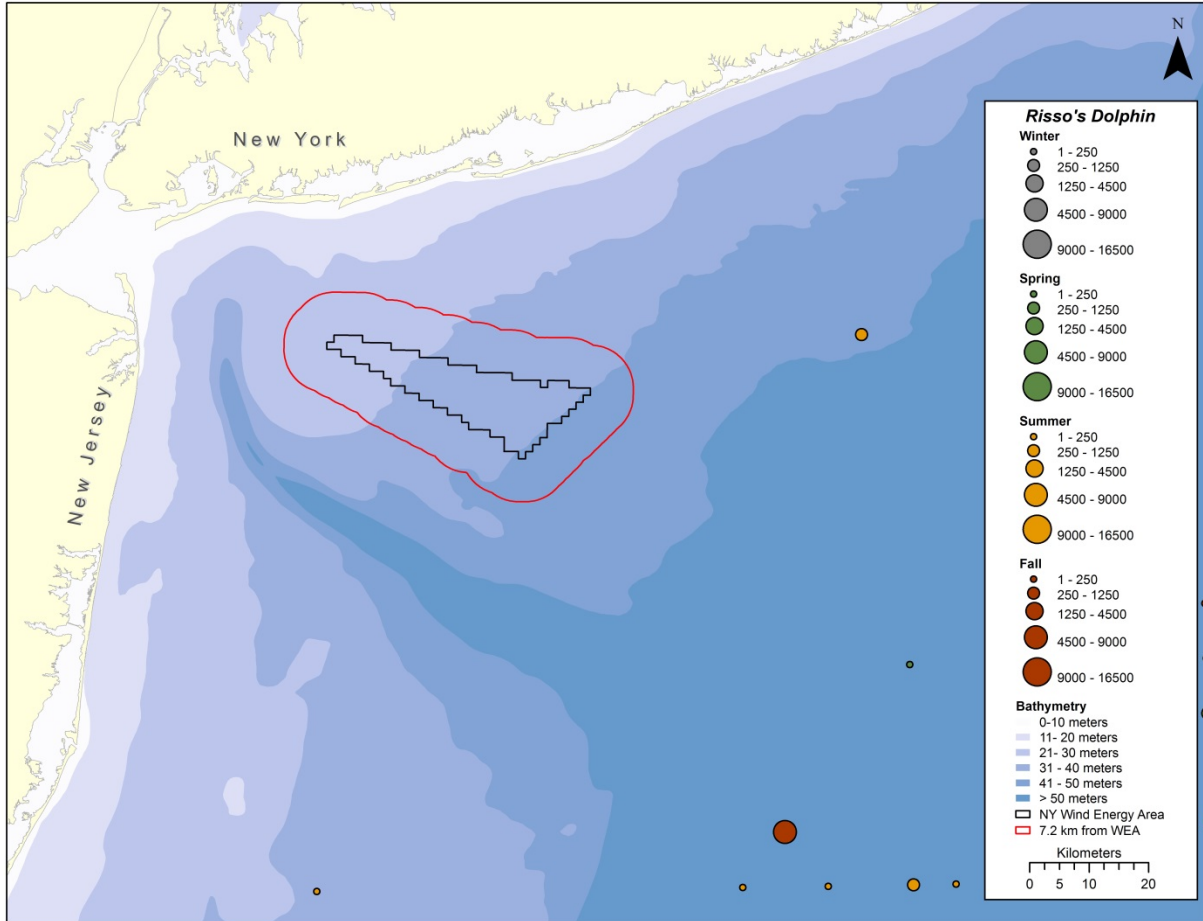 New York
New Jersey
N
Risso's Dolphin
Winter
1 - 250
250 - 1250
1250 - 4500
4500 - 9000
9000 - 16500
Spring
1 - 250
250 - 1250
1250 - 4500
4500 - 9000
9000 - 16500
Summer
1 - 250
250 - 1250
1250 - 4500
4500 - 9000
9000 - 16500
Fall
1 - 250
250 - 1250
1250 - 4500
4500 - 9000
9000 - 16500
Bathymetry
0-10 meters
11- 20 meters
21- 30 meters
31 - 40 meters
41 - 50 meters
> 50 meters
NY Wind Energy Area
7.2 km from WEA
Kilometers
0 5 10 20